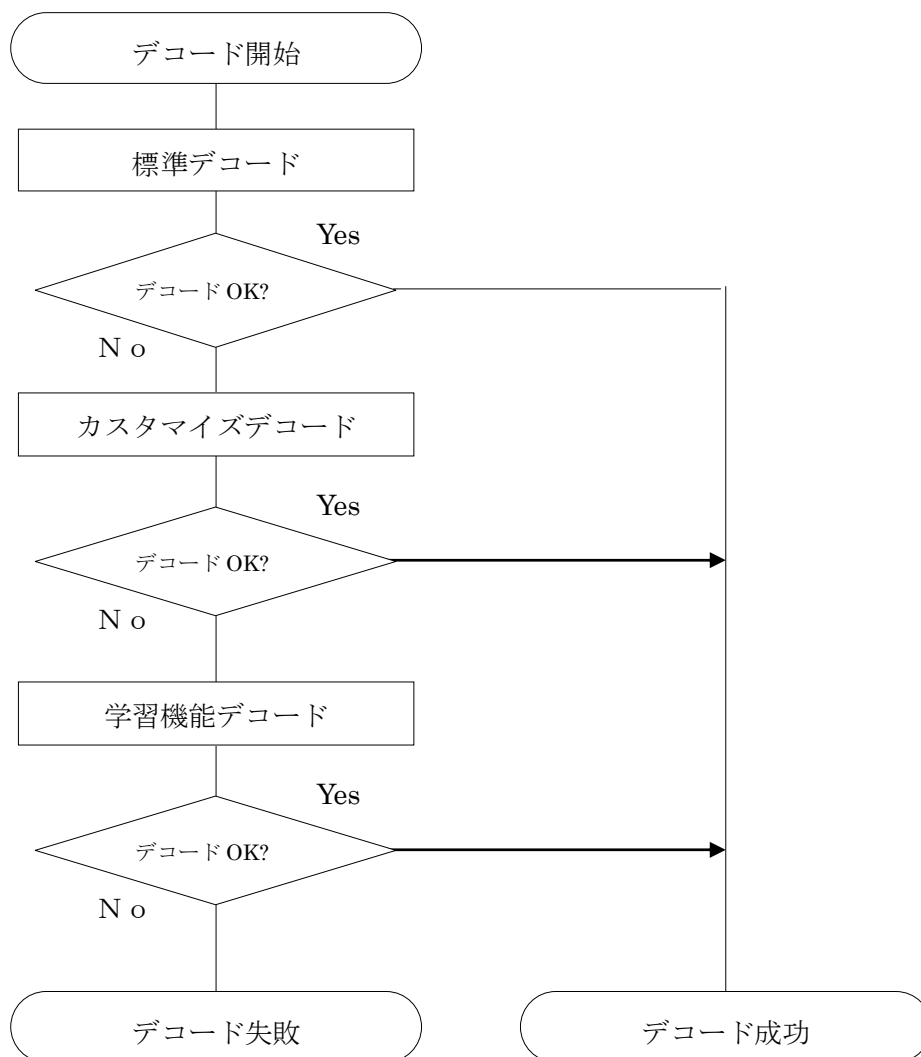 デコード開始
標準デコード
Yes
デコード OK?
N o
カスタマイズデコード
Yes
デコード OK?
N o
学習機能デコード
Yes
デコード OK?
N o
デコード失敗
デコード成功